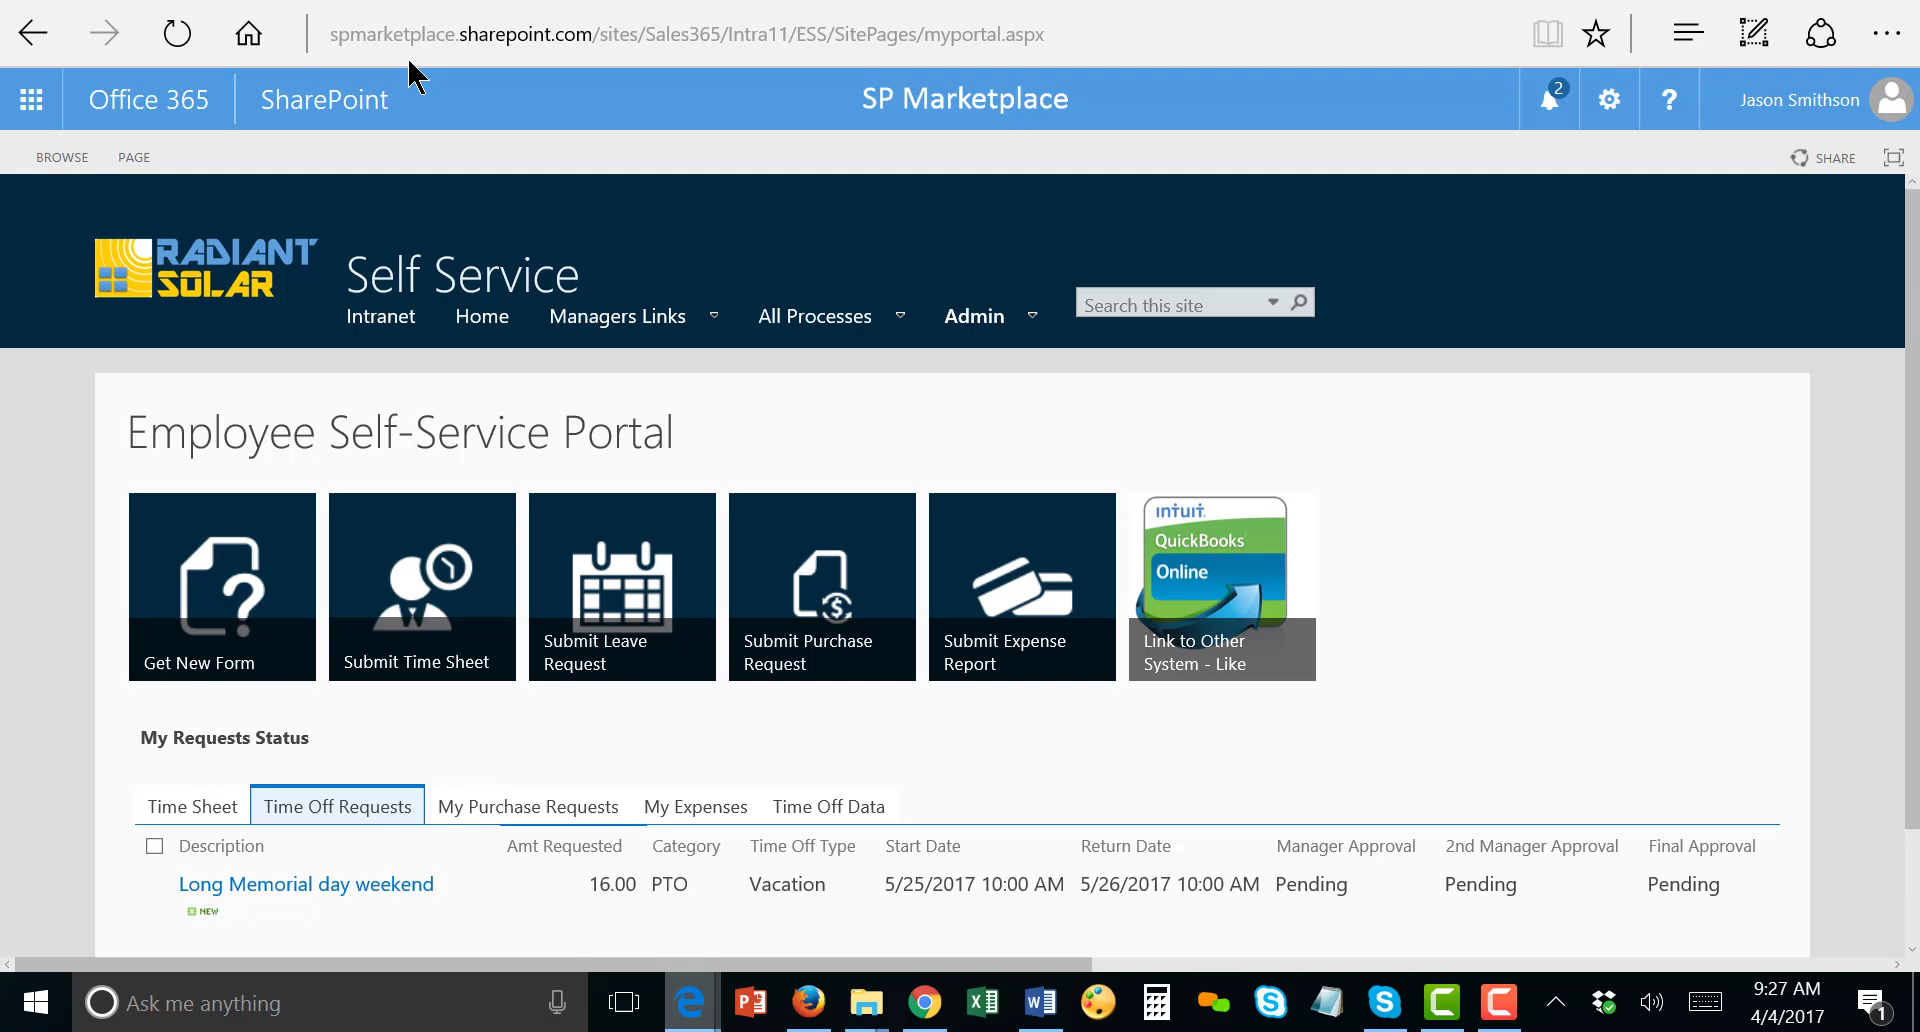 spmarketplace.sharepoint.com/sites/Sales365/Intra11/ESS/SitePages/myportal.aspx
Office 365 SharePoint SP Marketplace 2 ? Jason Smithson
BROWSE PAGE SHARE
RADIANT
SOLAR
Self Service
Intranet Home Managers Links All Processes Admin Search this site
Employee Self-Service Portal
Get New Form
Submit Time Sheet
Submit Leave
Request
Submit Purchase
Request
Submit Expense
Report
INTUIT
QuickBooks
Online
Link to Other
System - Like
My Requests Status
Time Sheet Time Off Requests My Purchase Requests My Expenses Time Off Data
Description Amt Requested Category Time Off Type Start Date Return Date Manager Approval 2nd Manager Approval Final Approval
Long Memorial day weekend 16.00 PTO Vacation 5/25/2017 10:00 AM 5/26/2017 10:00 AM Pending Pending Pending
NEW
Ask me anything
9:27 AM
4/4/2017
1